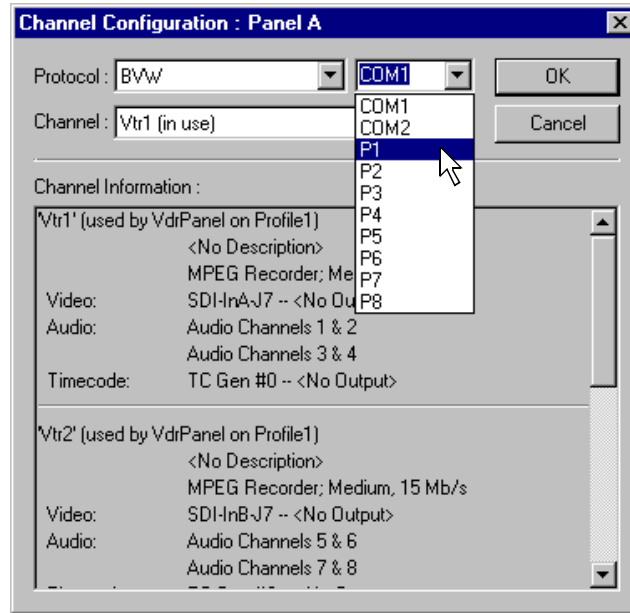 Channel Configuration : Panel A
Protocol : BVW COM1 OK
COM1
COM2
Channel : Vtr1 (in use) Cancel
P1
P2
P3
P4
P5
P6
P7
P8
Channel Information :
'Vtr1' (used by VdrPanel on Profile1)
<No Description>
MPEG Recorder; Me
Video: SDI-InA-J7 -- <No Ou
Audio: Audio Channels 1 & 2
Audio Channels 3 & 4
Timecode: TC Gen #0 -- <No Output>
'Vtr2' (used by VdrPanel on Profile1)
<No Description>
MPEG Recorder; Medium, 15 Mb/s
Video: SDI-InB-J7 -- <No Output>
Audio: Audio Channels 5 & 6
Audio Channels 7 & 8